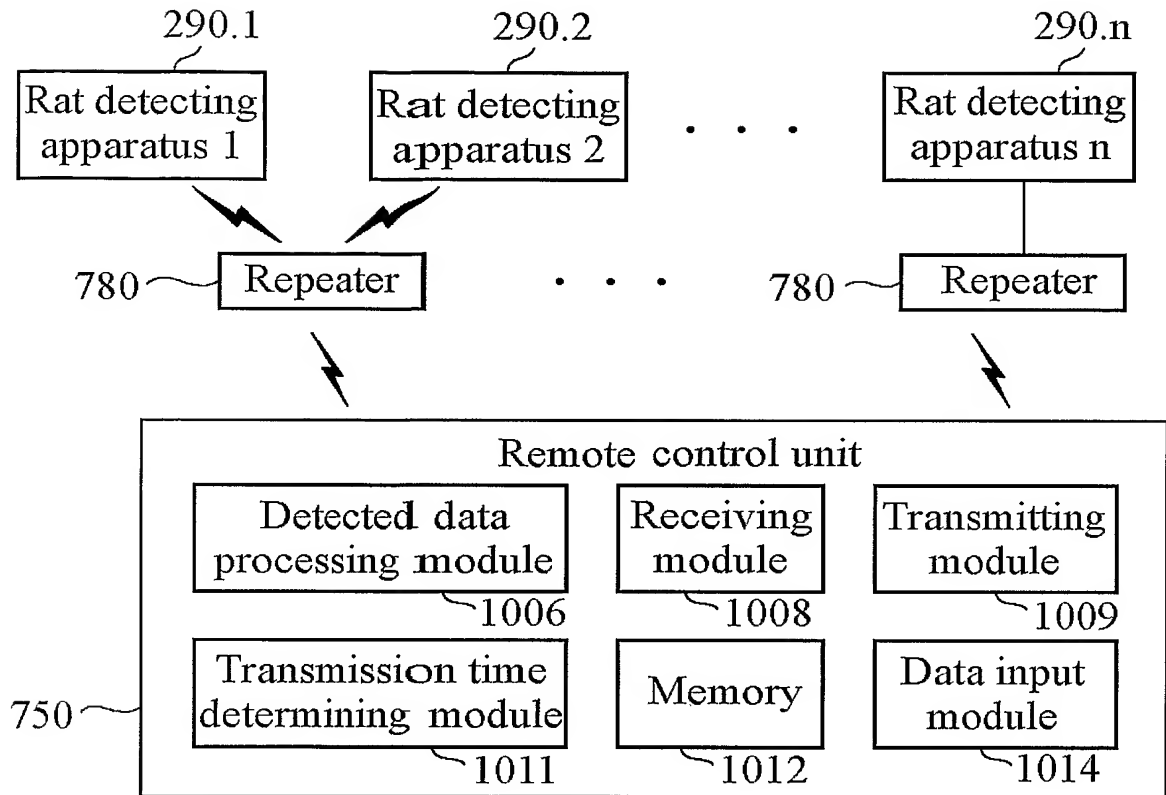 290.1
290.2
290.n
Rat detecting
apparatus 1
Rat detecting
apparatus 2
. . .
Rat detecting
apparatus n
780
Repeater
. . .
780
Repeater
Remote control unit
Detected data
processing module
1006
Receiving
module
1008
Transmitting
module
1009
750
Transmission time
determining module
1011
Memory
1012
Data input
module
1014